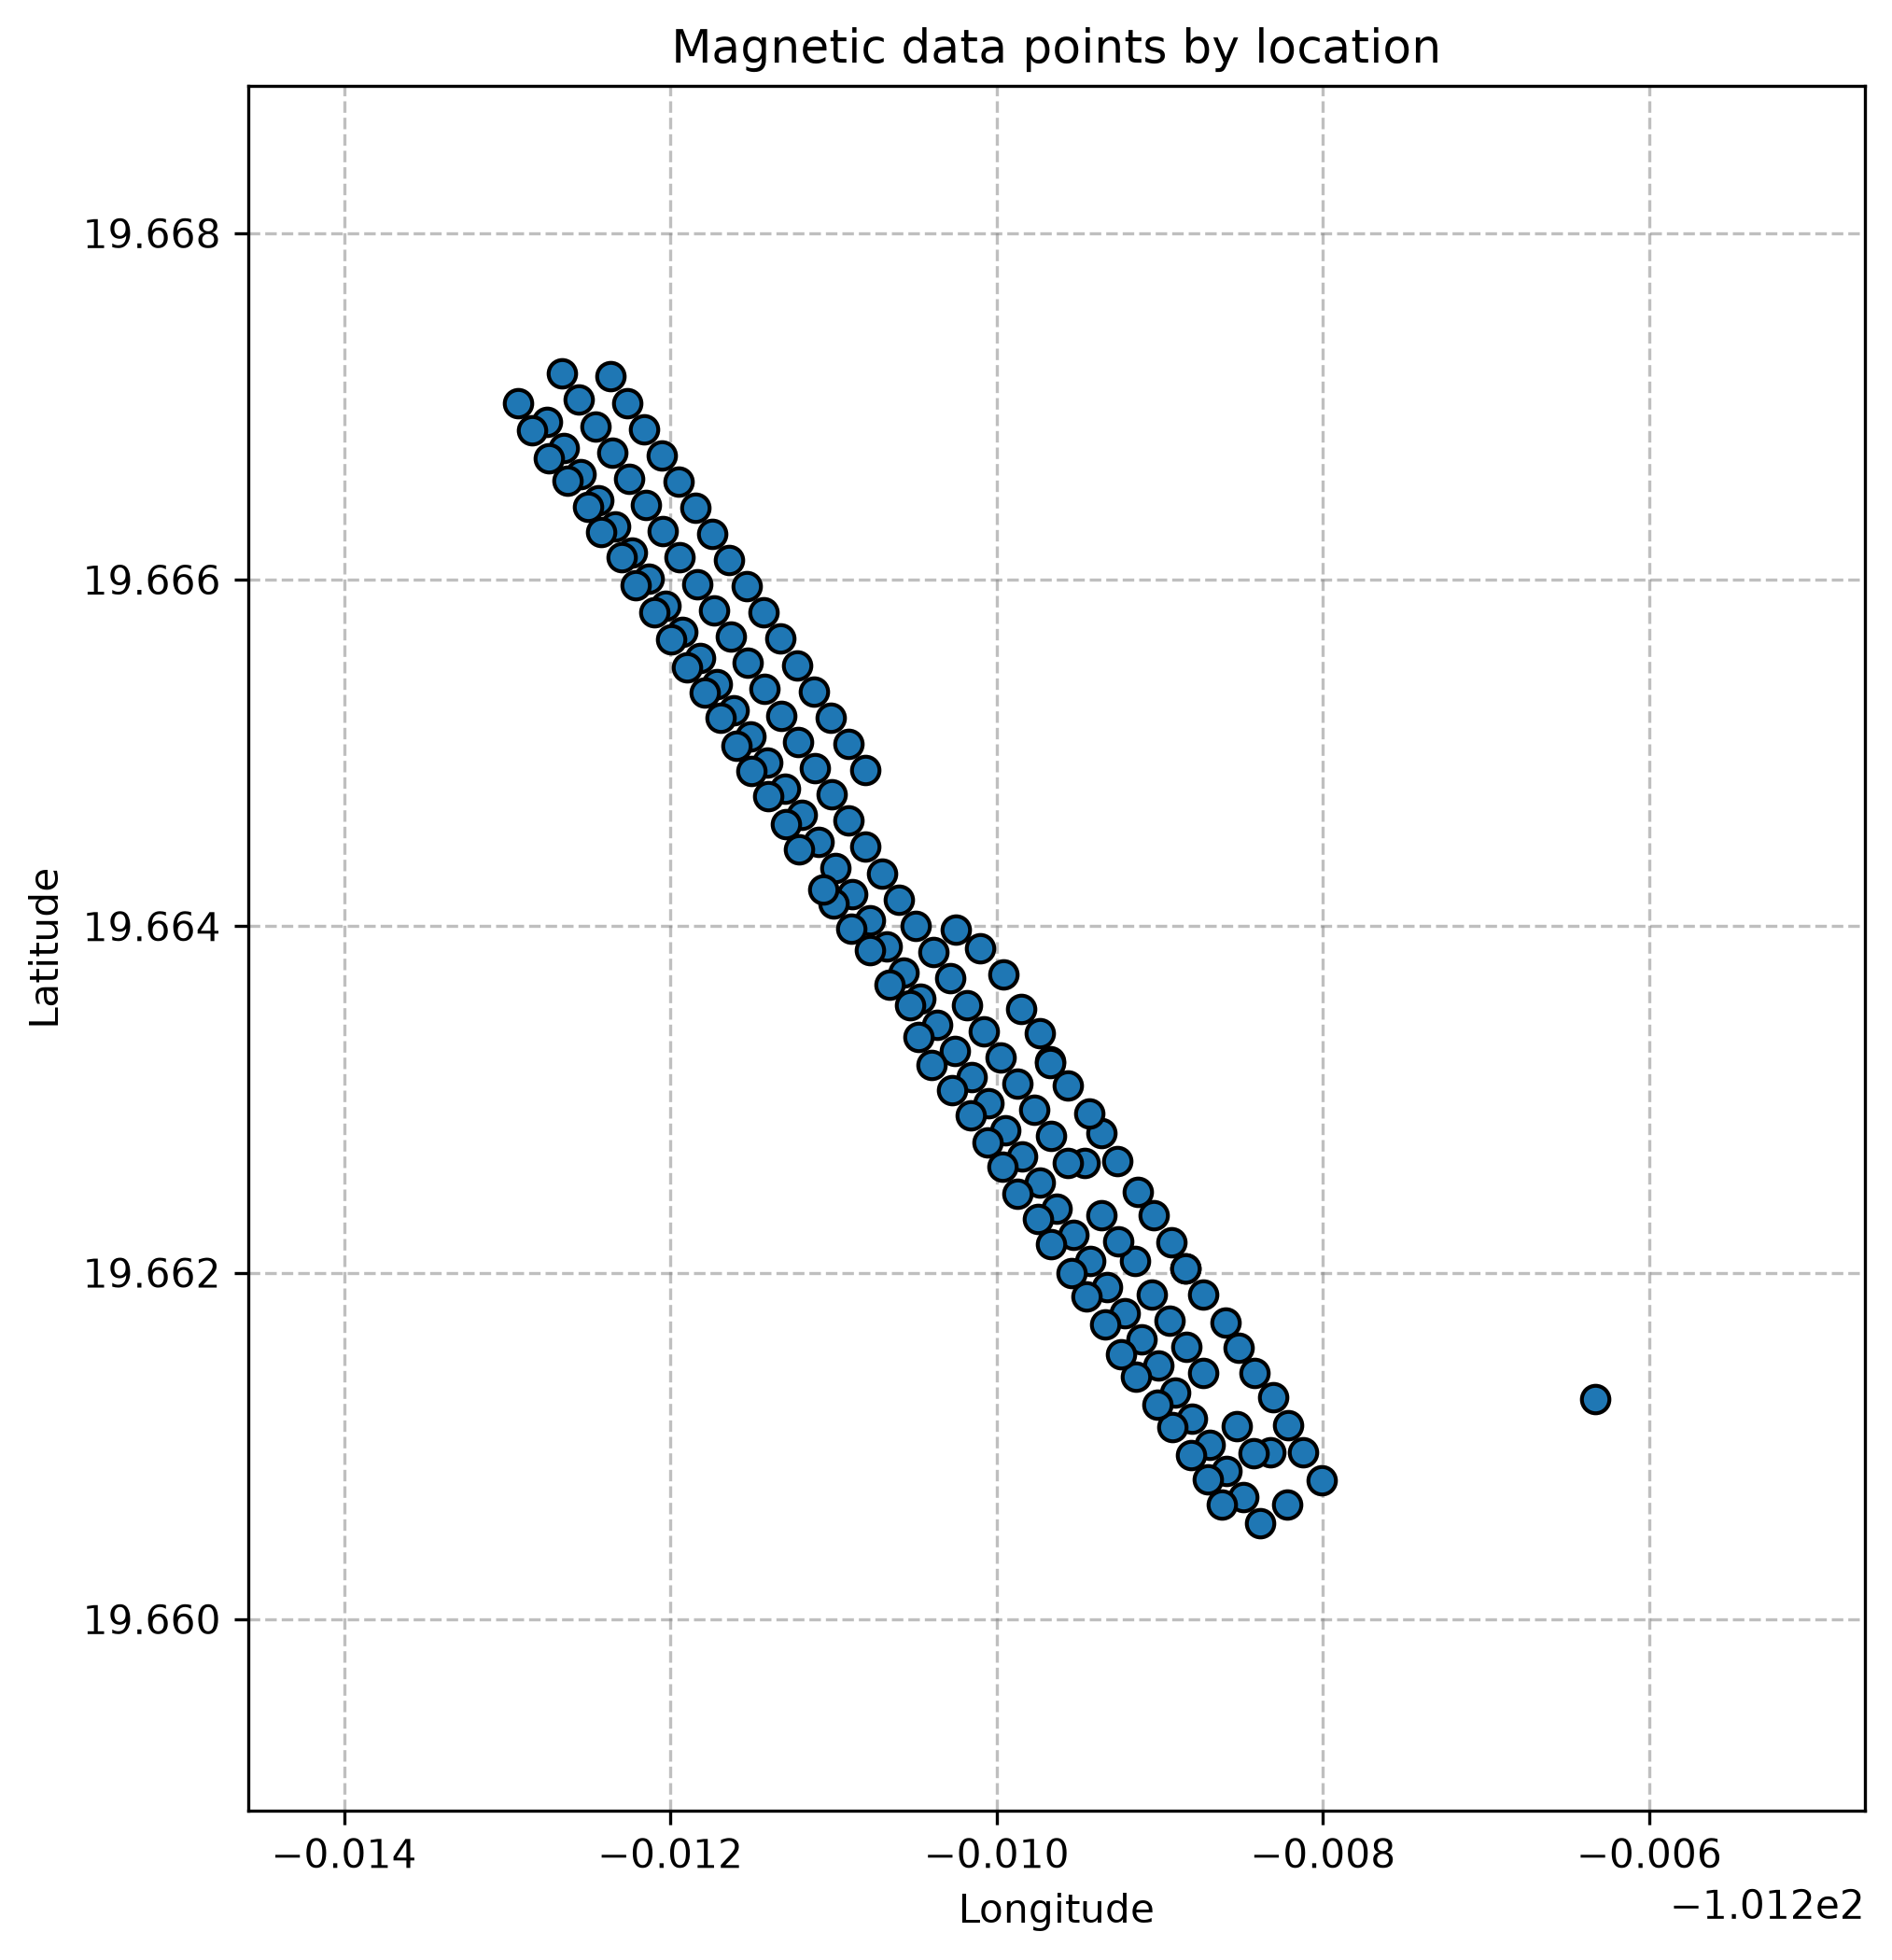 Magnetic data points by location
19.668
19.666
19.664
19.662
19.660
Latitude
−0.014
−0.012
−0.010
−0.008
−0.006
Longitude
−1.012e2